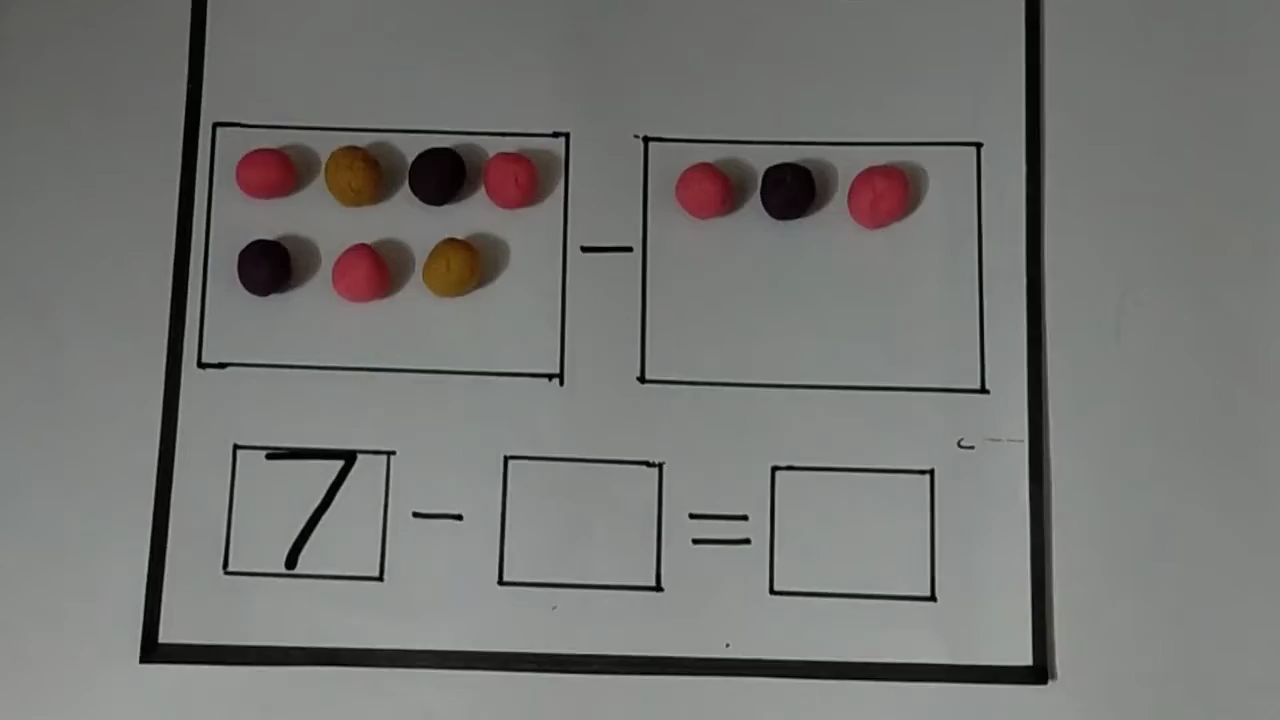 −
7 − =